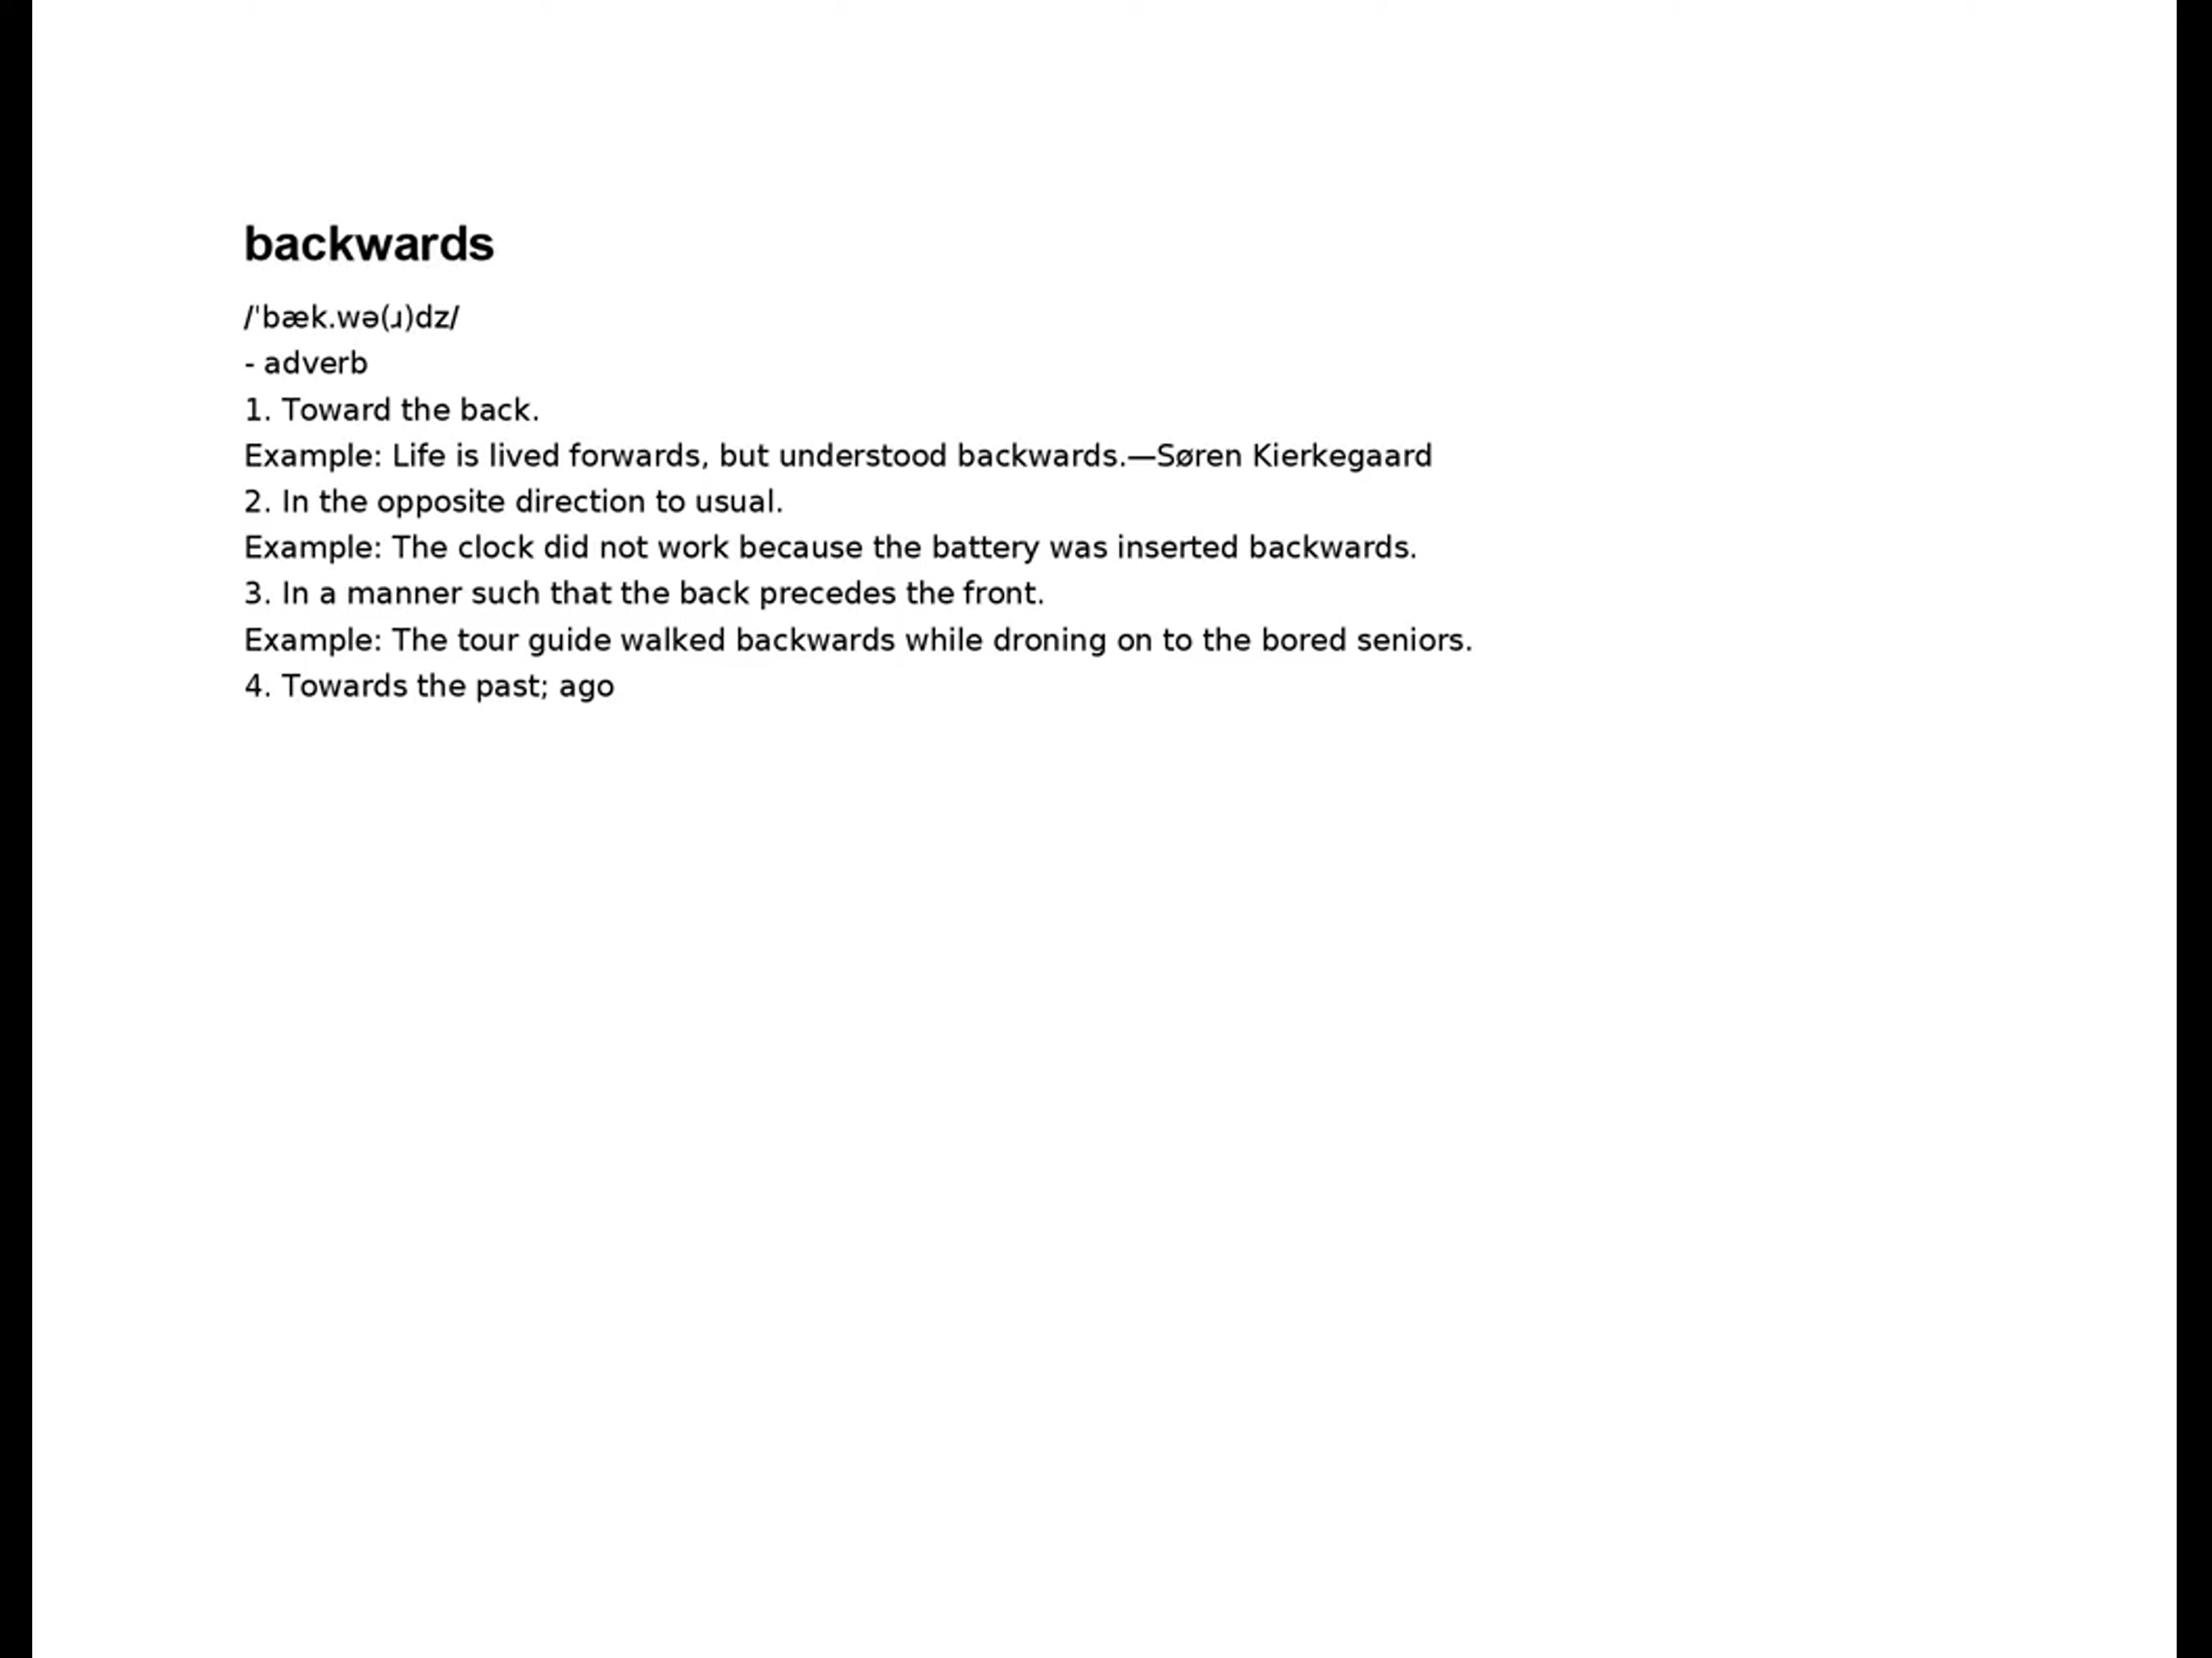 backwards
/ˈbæk.wə(ɹ)dz/
- adverb
1. Toward the back.
Example: Life is lived forwards, but understood backwards.—Søren Kierkegaard
2. In the opposite direction to usual.
Example: The clock did not work because the battery was inserted backwards.
3. In a manner such that the back precedes the front.
Example: The tour guide walked backwards while droning on to the bored seniors.
4. Towards the past; ago